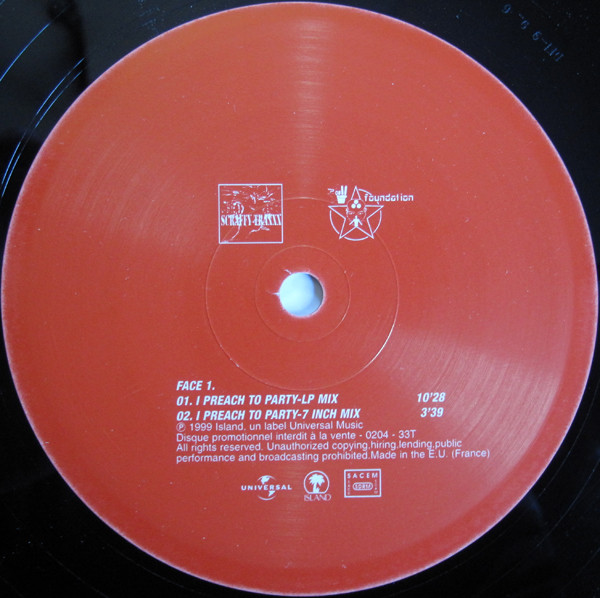 SCRATTY TRAXXX
foundation
FACE 1.
01. I PREACH TO PARTY-LP MIX 10'28
02. I PREACH TO PARTY-7 INCH MIX 3'39
℗ 1999 Island, un label Universal Music
Disque promotionnel interdit à la vente - 0204 - 33T
All rights reserved. Unauthorized copying,hiring,lending,public
performance and broadcasting prohibited.Made in the E.U. (France)
UNIVERSAL
ISLAND
SACEM